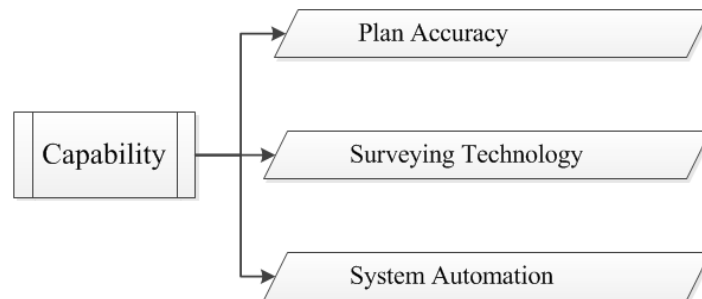 Plan Accuracy
Capability
Surveying Technology
System Automation